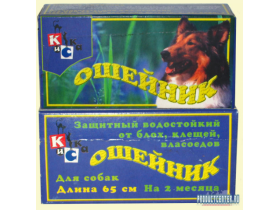 КиС
ОШЕЙНИК
КиС
Защитный водостойкий
от блох, клещей,
власоедов
ОШЕЙНИК
Для собак
Длина 65 см На 2 месяца